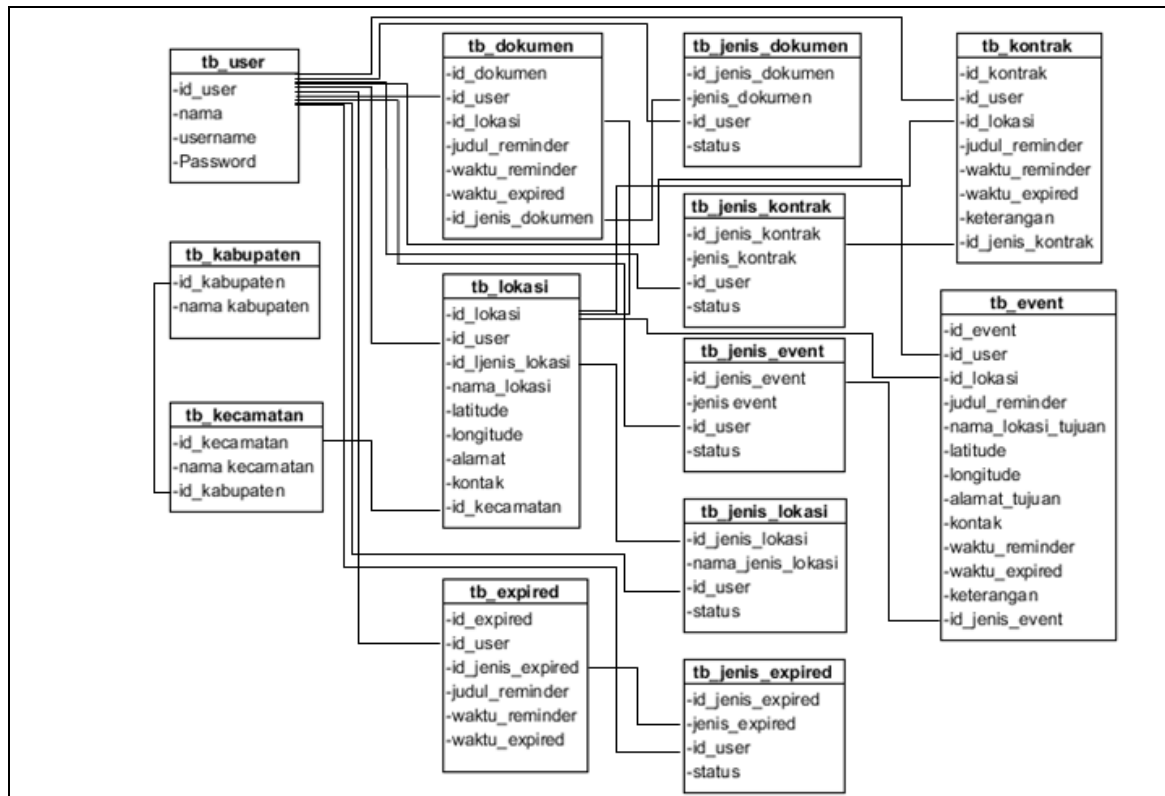 tb_user
-id_user
-nama
-username
-Password
tb_kabupaten
-id_kabupaten
-nama kabupaten
tb_kecamatan
-id_kecamatan
-nama kecamatan
-id_kabupaten
tb_dokumen
-id_dokumen
-id_user
-id_lokasi
-judul_reminder
-waktu_reminder
-waktu_expired
-id_jenis_dokumen
tb_lokasi
-id_lokasi
-id_user
-id_ljenis_lokasi
-nama_lokasi
-latitude
-longitude
-alamat
-kontak
-id_kecamatan
tb_expired
-id_expired
-id_user
-id_jenis_expired
-judul_reminder
-waktu_reminder
-waktu_expired
tb_jenis_dokumen
-id_jenis_dokumen
-jenis_dokumen
-id_user
-status
tb_jenis_kontrak
-id_jenis_kontrak
-jenis_kontrak
-id_user
-status
tb_jenis_event
-id_jenis_event
-jenis event
-id_user
-status
tb_jenis_lokasi
-id_jenis_lokasi
-nama_jenis_lokasi
-id_user
-status
tb_jenis_expired
-id_jenis_expired
-jenis_expired
-id_user
-status
tb_kontrak
-id_kontrak
-id_user
-id_lokasi
-judul_reminder
-waktu_reminder
-waktu_expired
-keterangan
-id_jenis_kontrak
tb_event
-id_event
-id_user
-id_lokasi
-judul_reminder
-nama_lokasi_tujuan
-latitude
-longitude
-alamat_tujuan
-kontak
-waktu_reminder
-waktu_expired
-keterangan
-id_jenis_event